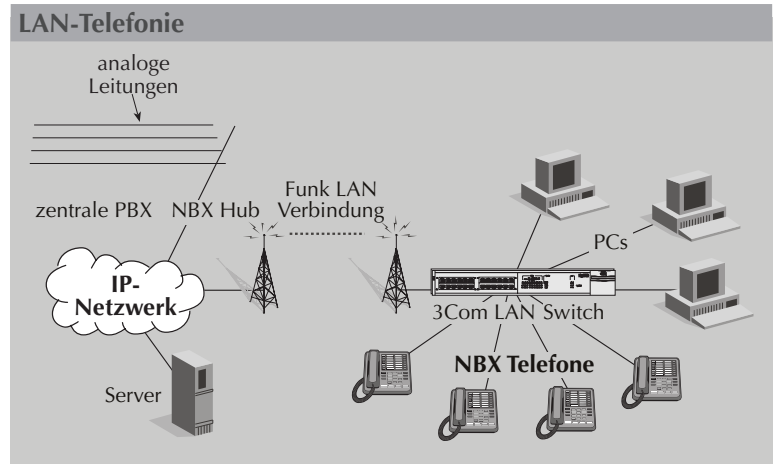 LAN-Telefonie
analoge
Leitungen
zentrale PBX
NBX Hub
Funk LAN
Verbindung
PCs
IP-
Netzwerk
3Com LAN Switch
NBX Telefone
Server